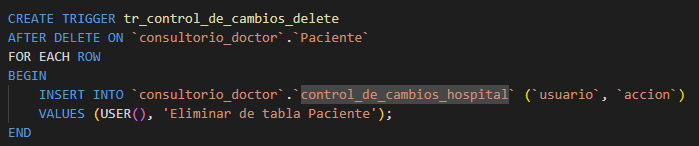 CREATE TRIGGER tr_control_de_cambios_delete
AFTER DELETE ON `consultorio_doctor`.`Paciente`
FOR EACH ROW
BEGIN
    INSERT INTO `consultorio_doctor`.`control_de_cambios_hospital` (`usuario`, `accion`)
    VALUES (USER(), 'Eliminar de tabla Paciente');
END